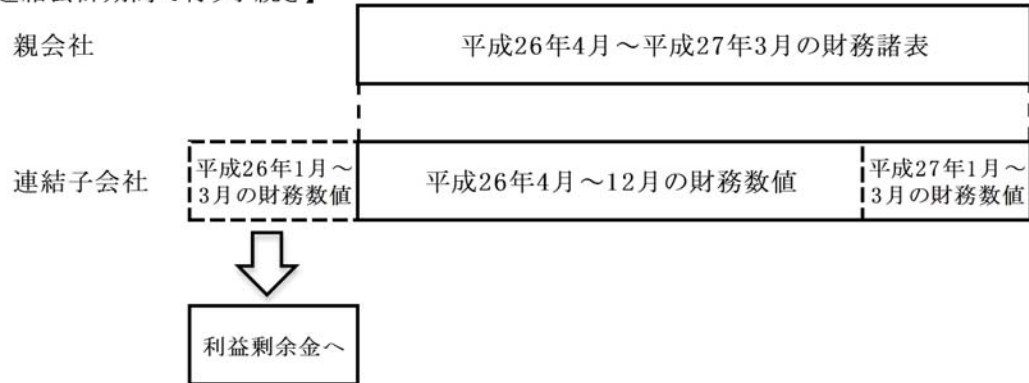 親会社
平成26年4月～平成27年3月の財務諸表
連結子会社
平成26年1月～
3月の財務数値
平成26年4月～12月の財務数値
平成27年1月～
3月の財務数値
利益剰余金へ